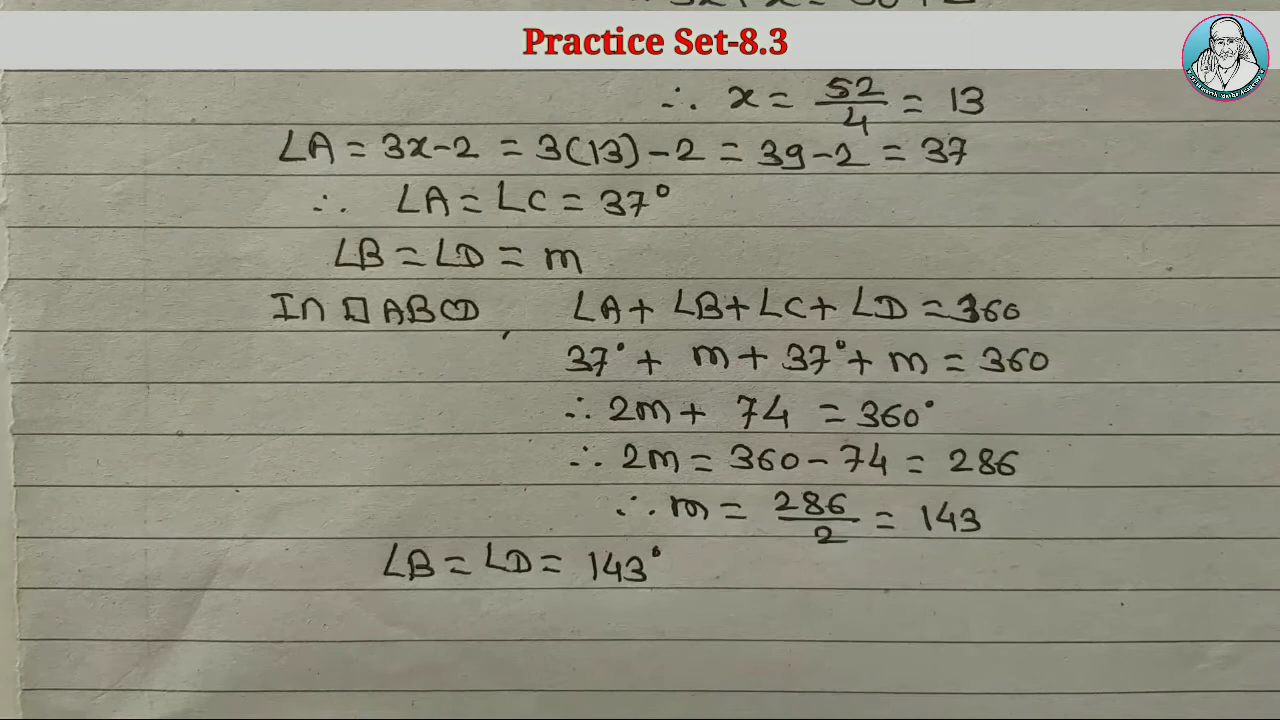 Practice Set-8.3
∴ x = 52/4 = 13
∠A = 3x-2 = 3(13)-2 = 39-2 = 37
∴ ∠A = ∠C = 37°
∠B = ∠D = m
In □ABCD, ∠A + ∠B + ∠C + ∠D = 360
37° + m + 37° + m = 360
∴ 2m + 74 = 360°
∴ 2m = 360 - 74 = 286
∴ m = 286/2 = 143
∠B = ∠D = 143°